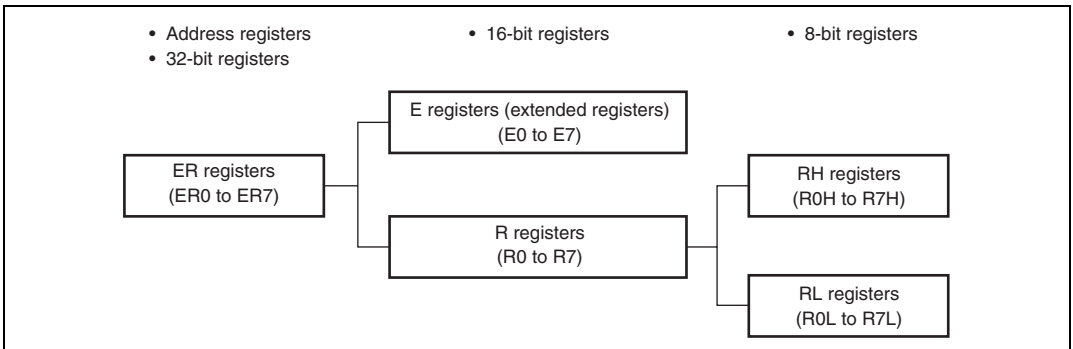 • Address registers
• 32-bit registers
• 16-bit registers
• 8-bit registers
ER registers
(ER0 to ER7)
E registers (extended registers)
(E0 to E7)
R registers
(R0 to R7)
RH registers
(R0H to R7H)
RL registers
(R0L to R7L)